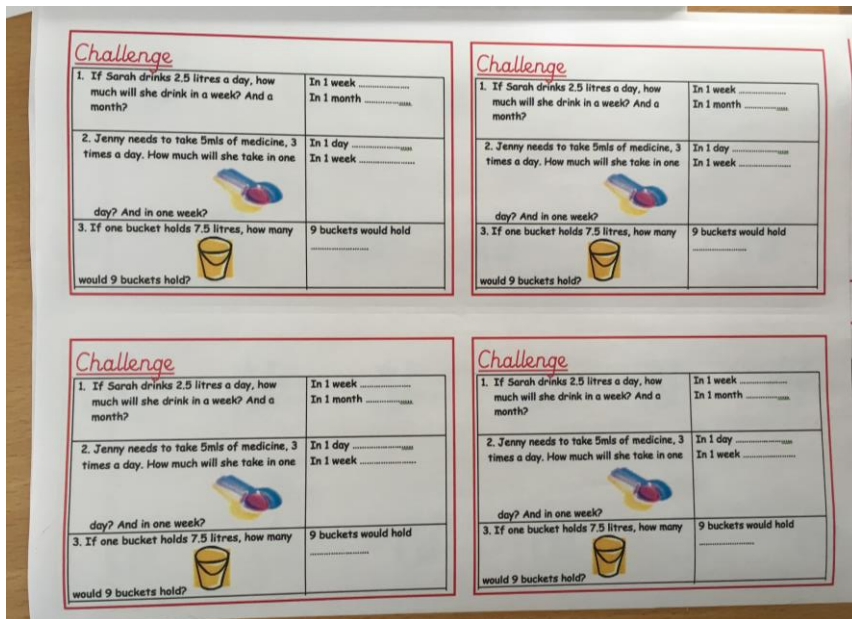 Challenge
1. If Sarah drinks 2.5 litres a day, how
much will she drink in a week? And a
month?
In 1 week ....................
In 1 month ....................
2. Jenny needs to take 5mls of medicine, 3
times a day. How much will she take in one
day? And in one week?
In 1 day ....................
In 1 week ....................
3. If one bucket holds 7.5 litres, how many
would 9 buckets hold?
9 buckets would hold
....................
Challenge
1. If Sarah drinks 2.5 litres a day, how
much will she drink in a week? And a
month?
In 1 week ....................
In 1 month ....................
2. Jenny needs to take 5mls of medicine, 3
times a day. How much will she take in one
day? And in one week?
In 1 day ....................
In 1 week ....................
3. If one bucket holds 7.5 litres, how many
would 9 buckets hold?
9 buckets would hold
....................
Challenge
1. If Sarah drinks 2.5 litres a day, how
much will she drink in a week? And a
month?
In 1 week ....................
In 1 month ....................
2. Jenny needs to take 5mls of medicine, 3
times a day. How much will she take in one
day? And in one week?
In 1 day ....................
In 1 week ....................
3. If one bucket holds 7.5 litres, how many
would 9 buckets hold?
9 buckets would hold
....................
Challenge
1. If Sarah drinks 2.5 litres a day, how
much will she drink in a week? And a
month?
In 1 week ....................
In 1 month ....................
2. Jenny needs to take 5mls of medicine, 3
times a day. How much will she take in one
day? And in one week?
In 1 day ....................
In 1 week ....................
3. If one bucket holds 7.5 litres, how many
would 9 buckets hold?
9 buckets would hold
....................